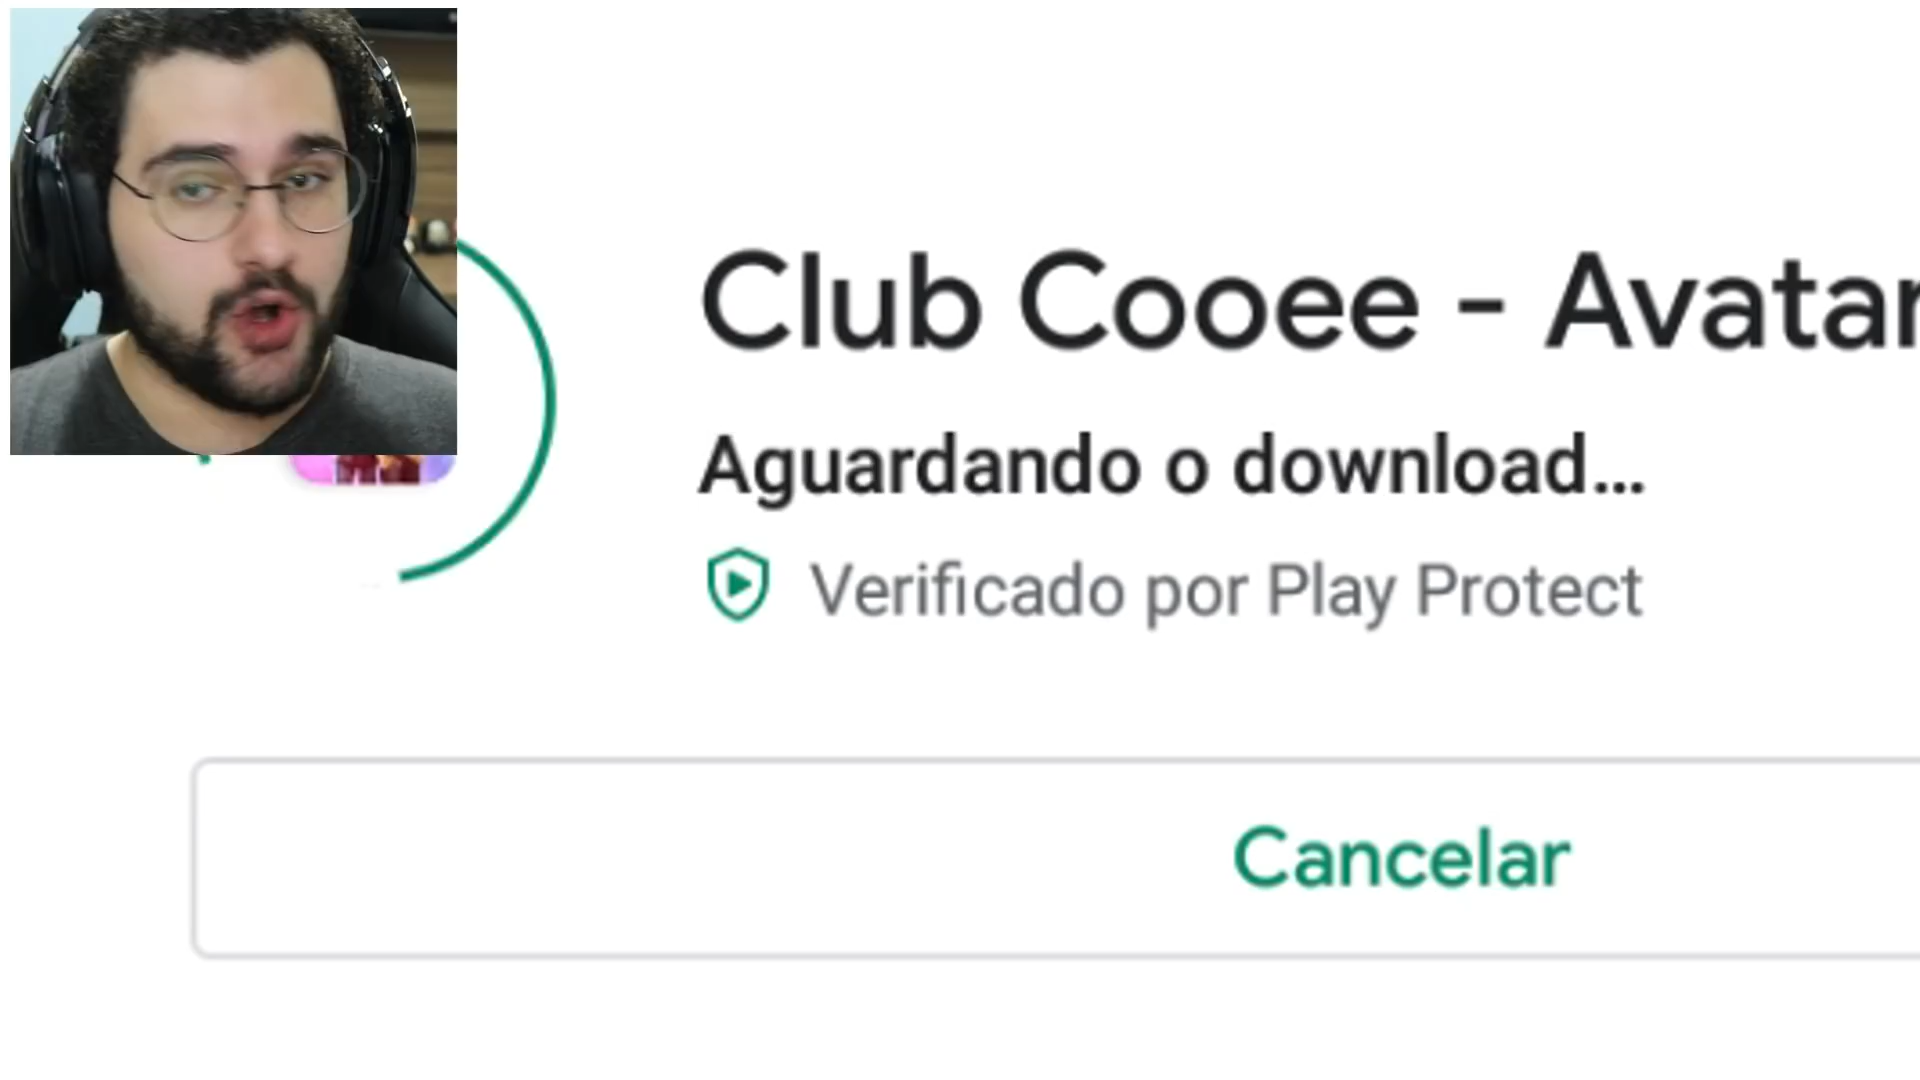 Club Cooee - Avatar
Aguardando o download...
Verificado por Play Protect
Cancelar